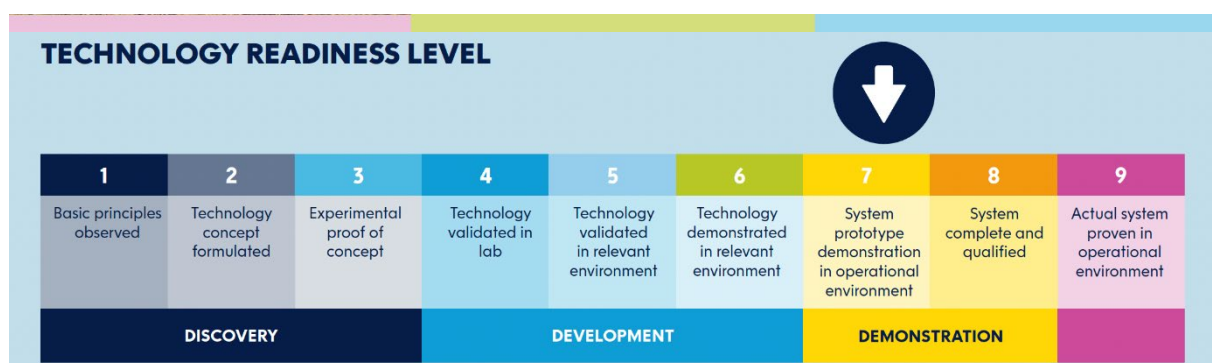 TECHNOLOGY READINESS LEVEL
1
2
3
4
5
6
7
8
9
Basic principles
observed
Technology
concept
formulated
Experimental
proof of
concept
Technology
validated in
lab
Technology
validated
in relevant
environment
Technology
demonstrated
in relevant
environment
System
prototype
demonstration
in operational
environment
System
complete and
qualified
Actual system
proven in
operational
environment
DISCOVERY
DEVELOPMENT
DEMONSTRATION